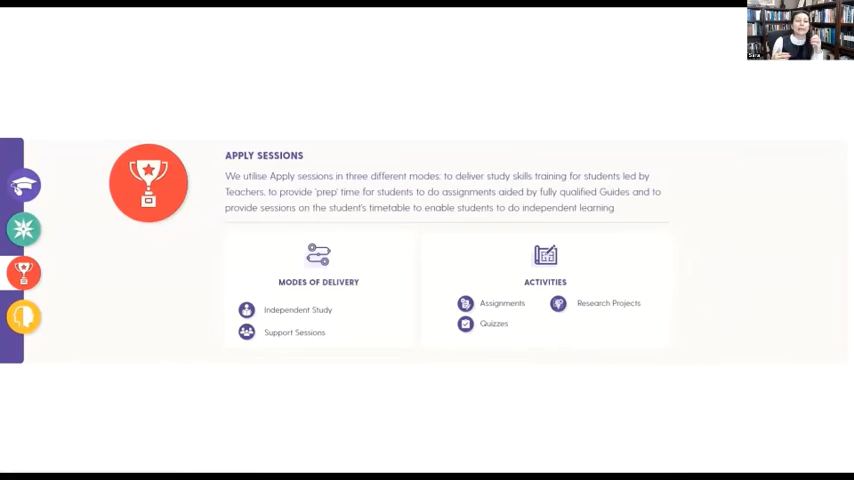 APPLY SESSIONS
We utilise Apply sessions in three different modes: to deliver study skills training for students led by
Teachers, to provide 'prep' time for students to do assignments aided by fully qualified Guides and to
provide sessions on the student's timetable to enable students to do independent learning
MODES OF DELIVERY
Independent Study
Support Sessions
ACTIVITIES
Assignments
Research Projects
Quizzes